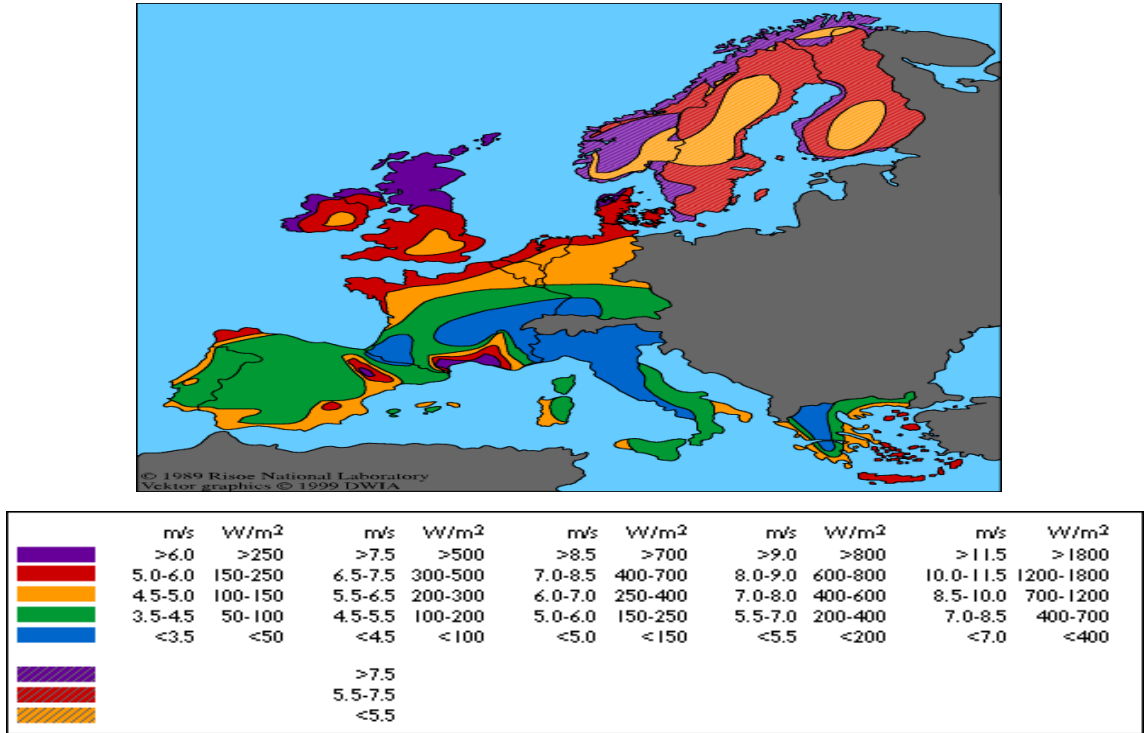 © 1989 Risoe National Laboratory
Vektor graphics © 1999 DWIA
m/s W/m² m/s W/m² m/s W/m² m/s W/m² m/s W/m²
>6.0 >250 >7.5 >500 >8.5 >700 >9.0 >800 >11.5 >1800
5.0-6.0 150-250 6.5-7.5 300-500 7.0-8.5 400-700 8.0-9.0 600-800 10.0-11.5 1200-1800
4.5-5.0 100-150 5.5-6.5 200-300 6.0-7.0 250-400 7.0-8.0 400-600 8.5-10.0 700-1200
3.5-4.5 50-100 4.5-5.5 100-200 5.0-6.0 150-250 5.5-7.0 200-400 7.0-8.5 400-700
<3.5 <50 <4.5 <100 <5.0 <150 <5.5 <200 <7.0 <400
>7.5
5.5-7.5
<5.5